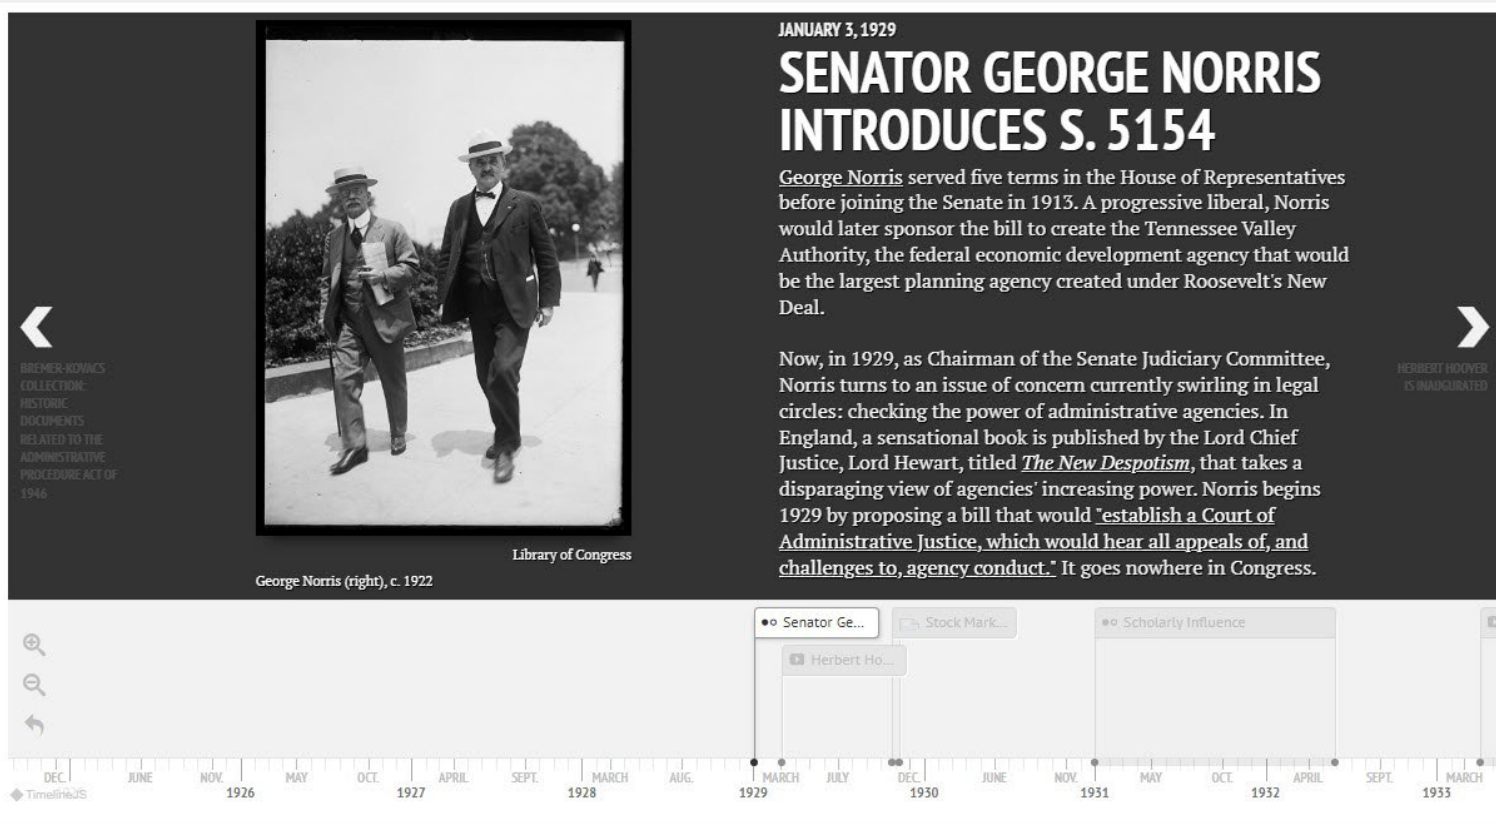 JANUARY 3, 1929
SENATOR GEORGE NORRIS
INTRODUCES S. 5154
George Norris served five terms in the House of Representatives
before joining the Senate in 1913. A progressive liberal, Norris
would later sponsor the bill to create the Tennessee Valley
Authority, the federal economic development agency that would
be the largest planning agency created under Roosevelt's New
Deal.
Now, in 1929, as Chairman of the Senate Judiciary Committee,
Norris turns to an issue of concern currently swirling in legal
circles: checking the power of administrative agencies. In
England, a sensational book is published by the Lord Chief
Justice, Lord Hewart, titled The New Despotism, that takes a
disparaging view of agencies' increasing power. Norris begins
1929 by proposing a bill that would "establish a Court of
Administrative Justice, which would hear all appeals of, and
challenges to, agency conduct." It goes nowhere in Congress.
Library of Congress
George Norris (right), c. 1922
BREMER-KOVACS
COLLECTION:
HISTORIC
DOCUMENTS
RELATED TO THE
ADMINISTRATIVE
PROCEDURE ACT OF
1946
HERBERT HOOVER
IS INAUGURATED
Senator Ge...
Stock Mark...
Scholarly Influence
Herbert Ho...
DEC. JUNE NOV. MAY OCT. APRIL SEPT. MARCH AUG. MARCH JULY DEC. JUNE NOV. MAY OCT. APRIL SEPT. MARCH
1926 1927 1928 1929 1930 1931 1932 1933
TimelineJS